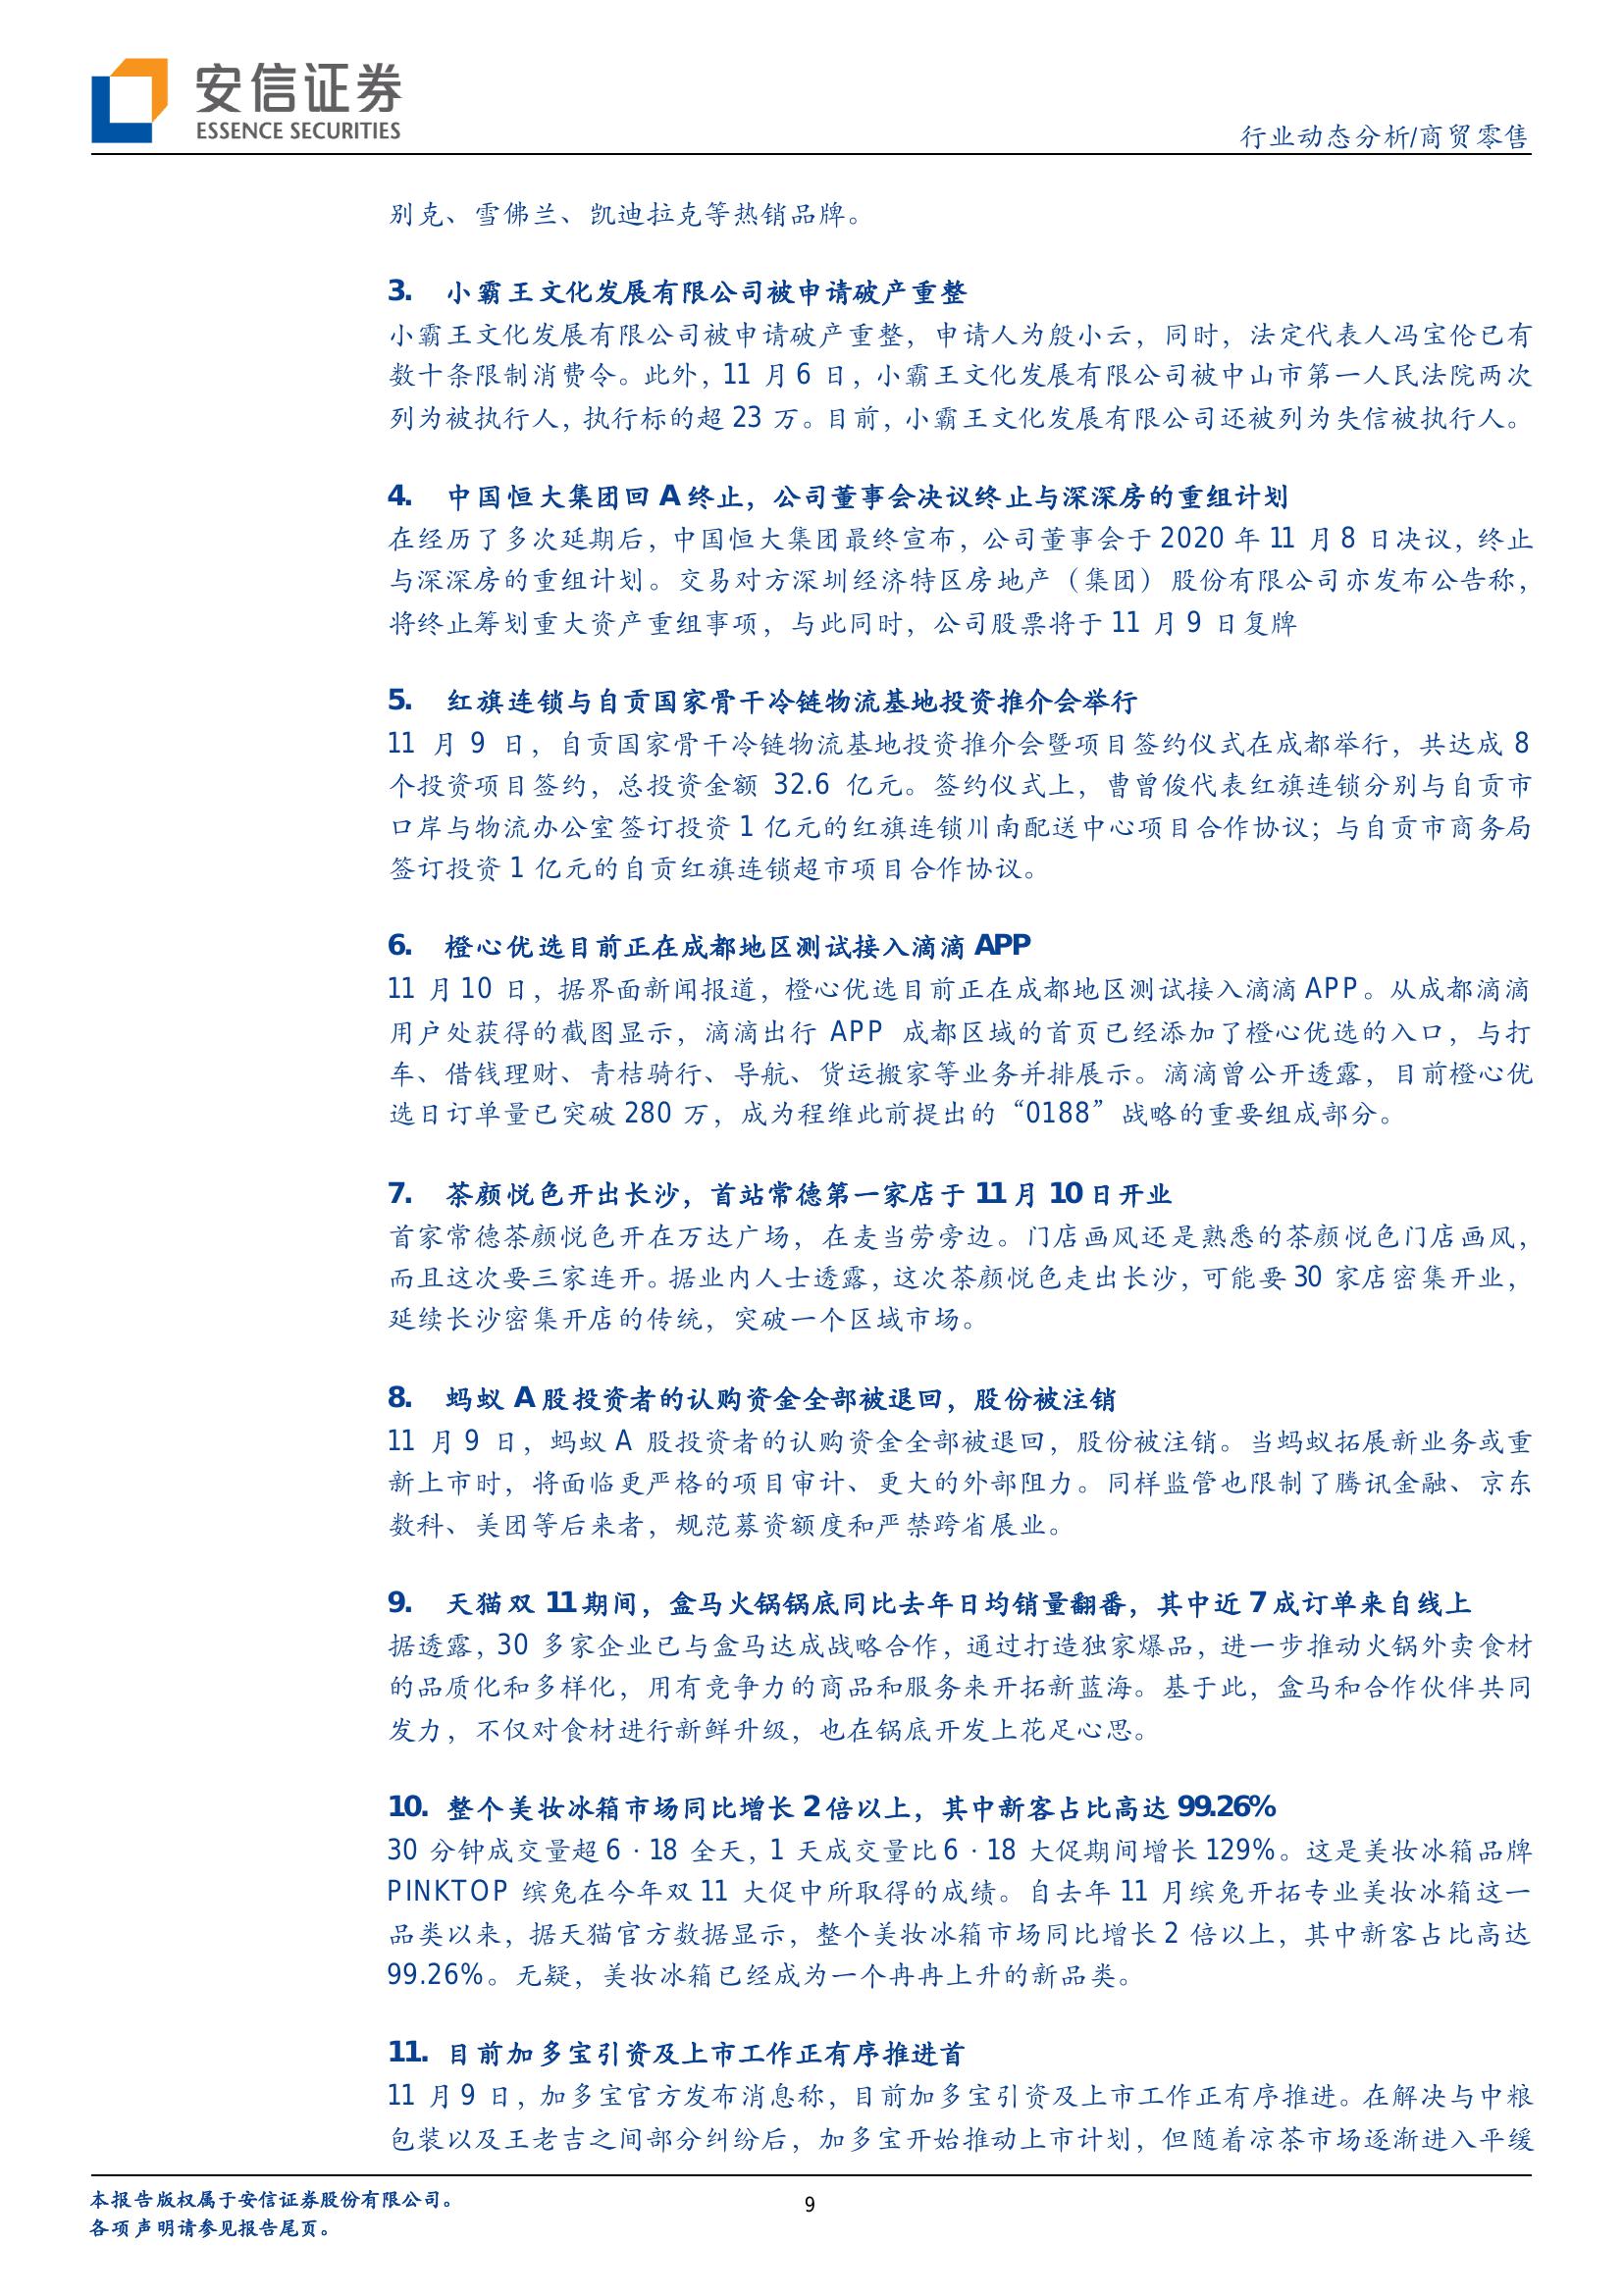 安信证券
ESSENCE SECURITIES
行业动态分析/商贸零售
别克、雪佛兰、凯迪拉克等热销品牌。
3. 小霸王文化发展有限公司被申请破产重整
小霸王文化发展有限公司被申请破产重整，申请人为殷小云，同时，法定代表人冯宝伦已有
数十条限制消费令。此外，11 月 6 日，小霸王文化发展有限公司被中山市第一人民法院两次
列为被执行人，执行标的超 23 万。目前，小霸王文化发展有限公司还被列为失信被执行人。
4. 中国恒大集团回 A 终止，公司董事会决议终止与深深房的重组计划
在经历了多次延期后，中国恒大集团最终宣布，公司董事会于 2020 年 11 月 8 日决议，终止
与深深房的重组计划。交易对方深圳经济特区房地产（集团）股份有限公司亦发布公告称，
将终止筹划重大资产重组事项，与此同时，公司股票将于 11 月 9 日复牌
5. 红旗连锁与自贡国家骨干冷链物流基地投资推介会举行
11 月 9 日，自贡国家骨干冷链物流基地投资推介会暨项目签约仪式在成都举行，共达成 8
个投资项目签约，总投资金额 32.6 亿元。签约仪式上，曹曾俊代表红旗连锁分别与自贡市
口岸与物流办公室签订投资 1 亿元的红旗连锁川南配送中心项目合作协议；与自贡市商务局
签订投资 1 亿元的自贡红旗连锁超市项目合作协议。
6. 橙心优选目前正在成都地区测试接入滴滴 APP
11 月 10 日，据界面新闻报道，橙心优选目前正在成都地区测试接入滴滴 APP。从成都滴滴
用户处获得的截图显示，滴滴出行 APP 成都区域的首页已经添加了橙心优选的入口，与打
车、借钱理财、青桔骑行、导航、货运搬家等业务并排展示。滴滴曾公开透露，目前橙心优
选日订单量已突破 280 万，成为程维此前提出的“0188”战略的重要组成部分。
7. 茶颜悦色开出长沙，首站常德第一家店于 11 月 10 日开业
首家常德茶颜悦色开在万达广场，在麦当劳旁边。门店画风还是熟悉的茶颜悦色门店画风，
而且这次要三家连开。据业内人士透露，这次茶颜悦色走出长沙，可能要 30 家店密集开业，
延续长沙密集开店的传统，突破一个区域市场。
8. 蚂蚁 A 股投资者的认购资金全部被退回，股份被注销
11 月 9 日，蚂蚁 A 股投资者的认购资金全部被退回，股份被注销。当蚂蚁拓展新业务或重
新上市时，将面临更严格的项目审计、更大的外部阻力。同样监管也限制了腾讯金融、京东
数科、美团等后来者，规范募资额度和严禁跨省展业。
9. 天猫双 11 期间，盒马火锅锅底同比去年日均销量翻番，其中近 7 成订单来自线上
据透露，30 多家企业已与盒马达成战略合作，通过打造独家爆品，进一步推动火锅外卖食材
的品质化和多样化，用有竞争力的商品和服务来开拓新蓝海。基于此，盒马和合作伙伴共同
发力，不仅对食材进行新鲜升级，也在锅底开发上花足心思。
10. 整个美妆冰箱市场同比增长 2 倍以上，其中新客占比高达 99.26%
30 分钟成交量超 6·18 全天，1 天成交量比 6·18 大促期间增长 129%。这是美妆冰箱品牌
PINKTOP 缤兔在今年双 11 大促中所取得的成绩。自去年 11 月缤兔开拓专业美妆冰箱这一
品类以来，据天猫官方数据显示，整个美妆冰箱市场同比增长 2 倍以上，其中新客占比高达
99.26%。无疑，美妆冰箱已经成为一个冉冉上升的新品类。
11. 目前加多宝引资及上市工作正有序推进首
11 月 9 日，加多宝官方发布消息称，目前加多宝引资及上市工作正有序推进。在解决与中粮
包装以及王老吉之间部分纠纷后，加多宝开始推动上市计划，但随着凉茶市场逐渐进入平缓
本报告版权属于安信证券股份有限公司。
各项声明请参见报告尾页。
9